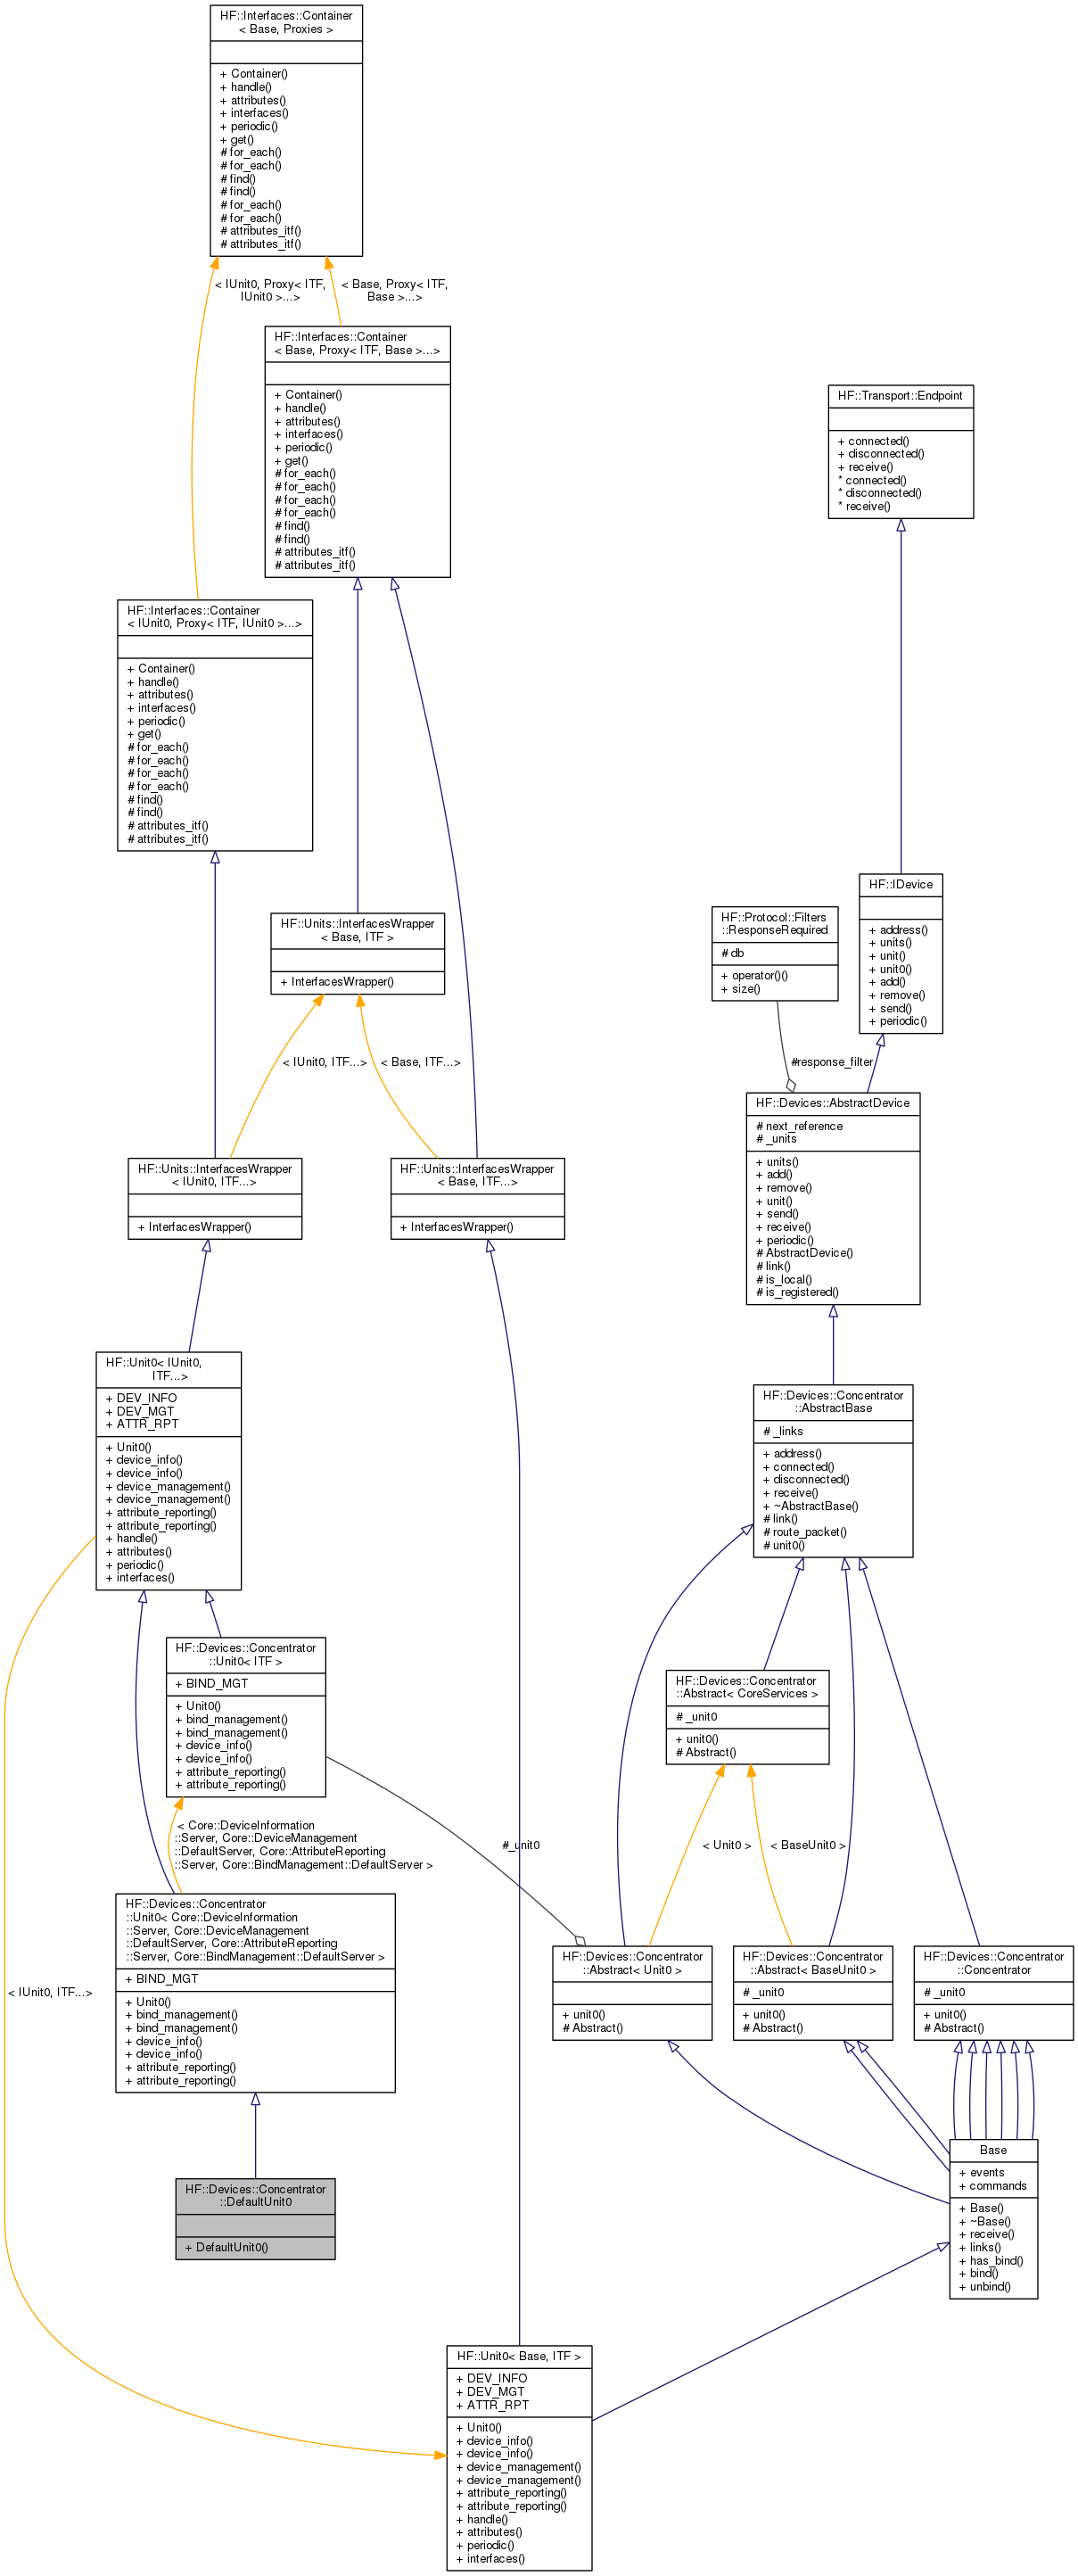 HF::Interfaces::Container
< Base, Proxies >
+ Container()
+ handle()
+ attributes()
+ interfaces()
+ periodic()
+ get()
# for_each()
# for_each()
# find()
# find()
# for_each()
# for_each()
# attributes_itf()
# attributes_itf()
< IUnit0, Proxy< ITF,
IUnit0 >...>
< Base, Proxy< ITF,
Base >...>
HF::Interfaces::Container
< Base, Proxy< ITF, Base >...>
+ Container()
+ handle()
+ attributes()
+ interfaces()
+ periodic()
+ get()
# for_each()
# for_each()
# for_each()
# for_each()
# find()
# find()
# attributes_itf()
# attributes_itf()
HF::Transport::Endpoint
+ connected()
+ disconnected()
+ receive()
* connected()
* disconnected()
* receive()
HF::Interfaces::Container
< IUnit0, Proxy< ITF, IUnit0 >...>
+ Container()
+ handle()
+ attributes()
+ interfaces()
+ periodic()
+ get()
# for_each()
# for_each()
# for_each()
# for_each()
# find()
# find()
# attributes_itf()
# attributes_itf()
HF::IDevice
+ address()
+ units()
+ unit()
+ unit0()
+ add()
+ remove()
+ send()
+ periodic()
HF::Protocol::Filters
::ResponseRequired
# db
+ operator()()
+ size()
HF::Units::InterfacesWrapper
< Base, ITF >
+ InterfacesWrapper()
< IUnit0, ITF...>
< Base, ITF...>
#response_filter
HF::Devices::AbstractDevice
# next_reference
# _units
+ units()
+ add()
+ remove()
+ unit()
+ send()
+ receive()
+ periodic()
# AbstractDevice()
# link()
# is_local()
# is_registered()
HF::Units::InterfacesWrapper
< IUnit0, ITF...>
+ InterfacesWrapper()
HF::Units::InterfacesWrapper
< Base, ITF...>
+ InterfacesWrapper()
HF::Unit0< IUnit0,
ITF...>
+ DEV_INFO
+ DEV_MGT
+ ATTR_RPT
+ Unit0()
+ device_info()
+ device_info()
+ device_management()
+ device_management()
+ attribute_reporting()
+ attribute_reporting()
+ handle()
+ attributes()
+ periodic()
+ interfaces()
HF::Devices::Concentrator
::AbstractBase
# _links
+ address()
+ connected()
+ disconnected()
+ receive()
+ ~AbstractBase()
# link()
# route_packet()
# unit0()
HF::Devices::Concentrator
::Unit0< ITF >
+ BIND_MGT
+ Unit0()
+ bind_management()
+ bind_management()
+ device_info()
+ device_info()
+ attribute_reporting()
+ attribute_reporting()
HF::Devices::Concentrator
::Abstract< CoreServices >
# _unit0
+ unit0()
# Abstract()
< Core::DeviceInformation
::Server, Core::DeviceManagement
::DefaultServer, Core::AttributeReporting
::Server, Core::BindManagement::DefaultServer >
#_unit0
< Unit0 >
< BaseUnit0 >
HF::Devices::Concentrator
::Unit0< Core::DeviceInformation
::Server, Core::DeviceManagement
::DefaultServer, Core::AttributeReporting
::Server, Core::BindManagement::DefaultServer >
+ BIND_MGT
+ Unit0()
+ bind_management()
+ bind_management()
+ device_info()
+ device_info()
+ attribute_reporting()
+ attribute_reporting()
< IUnit0, ITF...>
HF::Devices::Concentrator
::Abstract< Unit0 >
+ unit0()
# Abstract()
HF::Devices::Concentrator
::Abstract< BaseUnit0 >
# _unit0
+ unit0()
# Abstract()
HF::Devices::Concentrator
::Concentrator
# _unit0
+ unit0()
# Abstract()
Base
+ events
+ commands
+ Base()
+ ~Base()
+ receive()
+ links()
+ has_bind()
+ bind()
+ unbind()
HF::Devices::Concentrator
::DefaultUnit0
+ DefaultUnit0()
HF::Unit0< Base, ITF >
+ DEV_INFO
+ DEV_MGT
+ ATTR_RPT
+ Unit0()
+ device_info()
+ device_info()
+ device_management()
+ device_management()
+ attribute_reporting()
+ attribute_reporting()
+ handle()
+ attributes()
+ periodic()
+ interfaces()